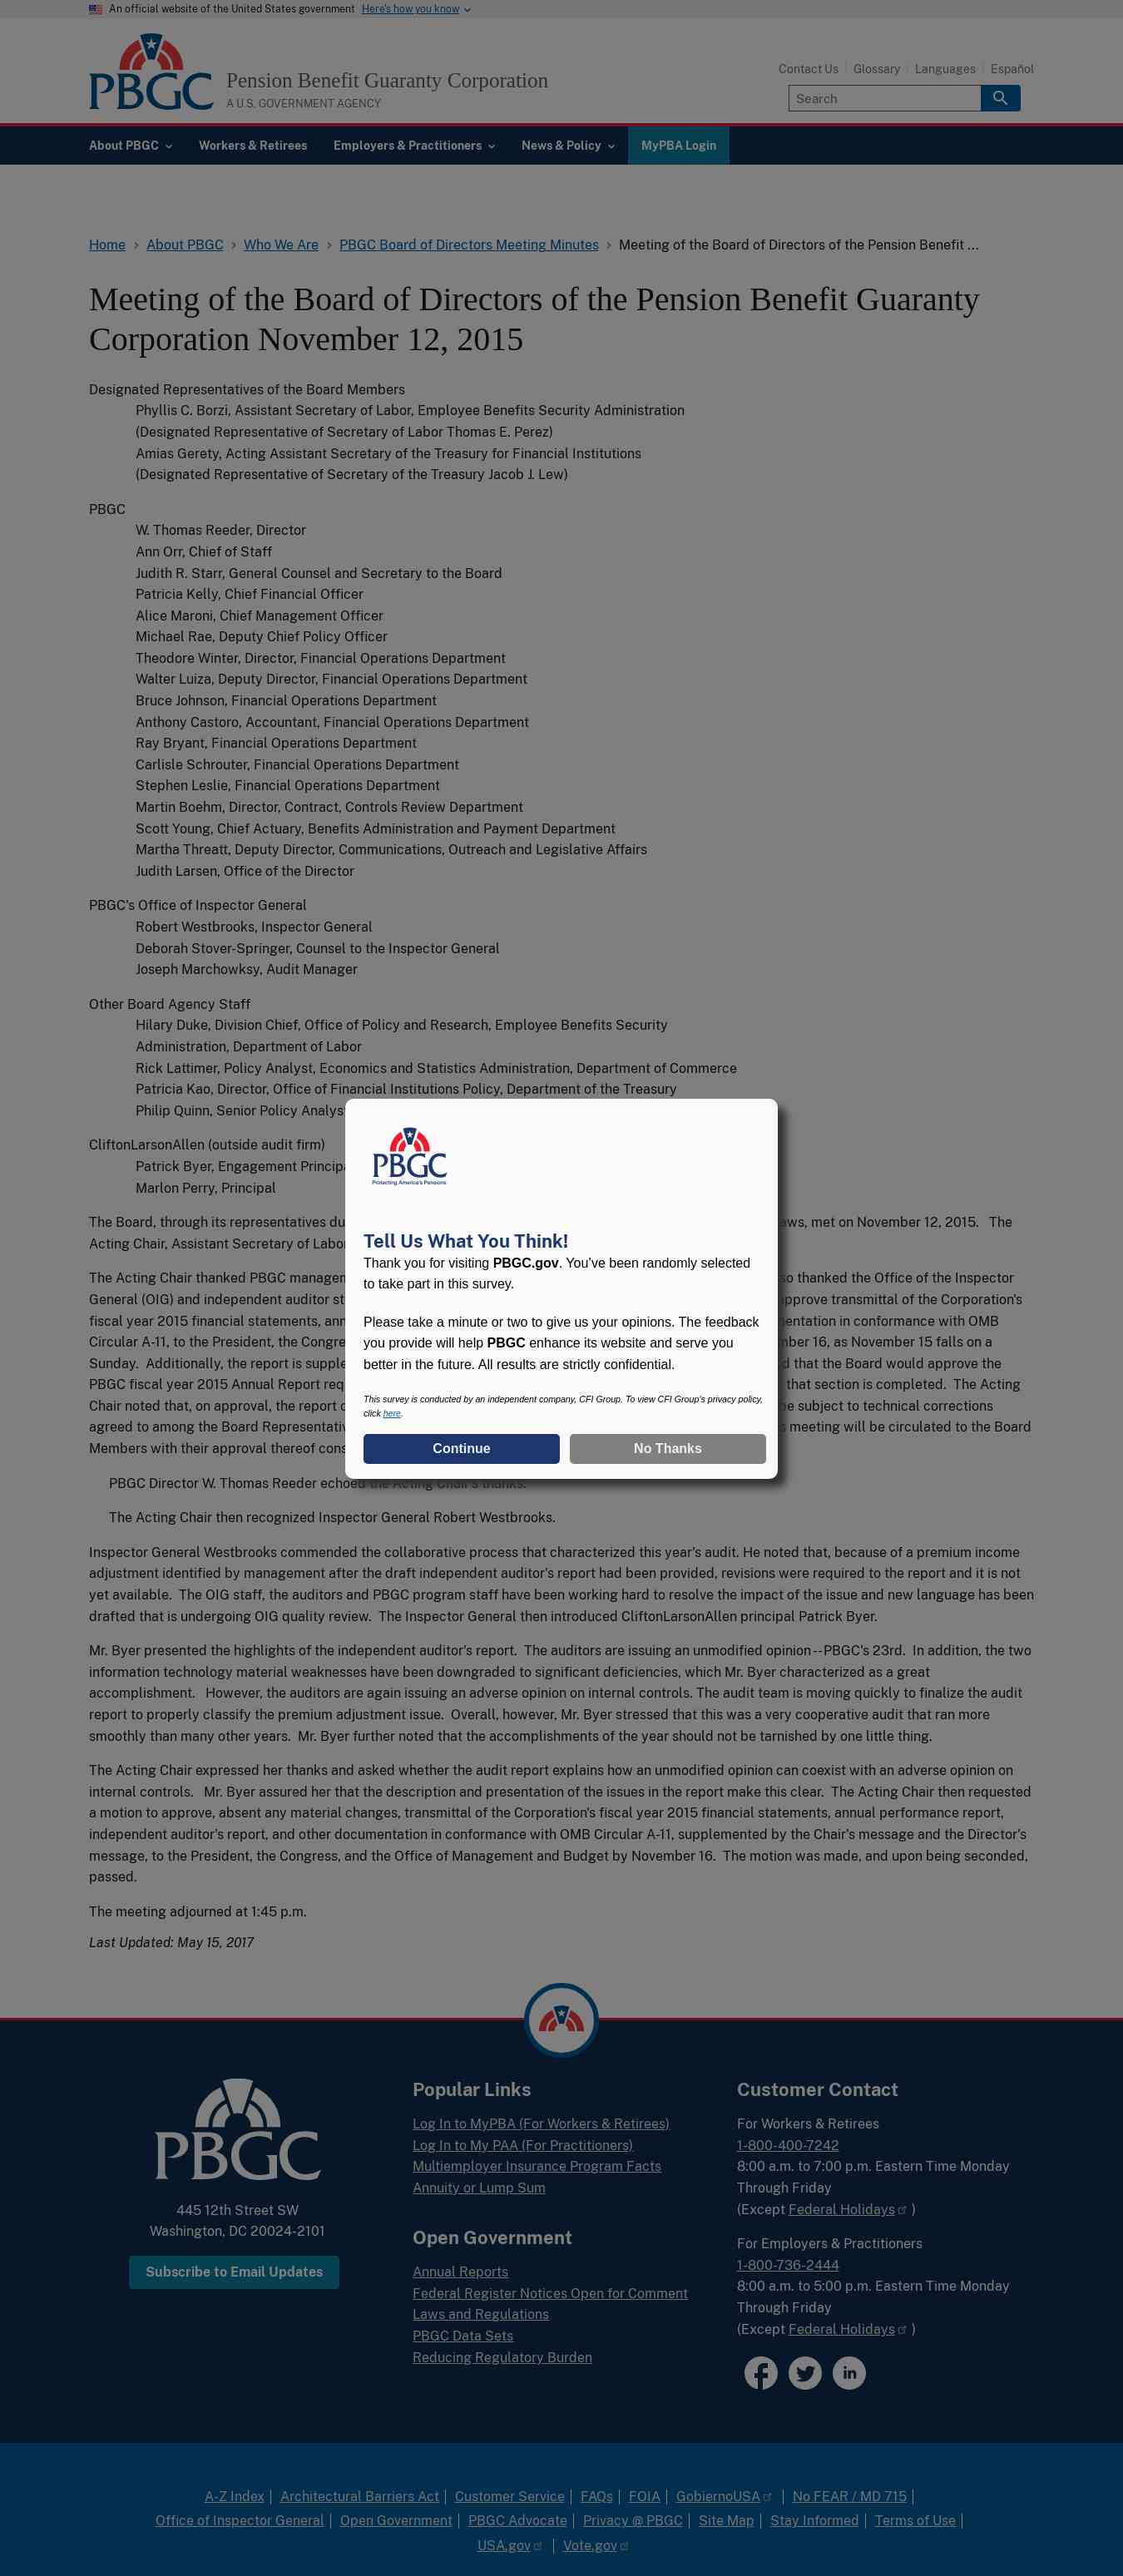 An official website of the United States government Here's how you know
PBGC
Pension Benefit Guaranty Corporation
A U.S. GOVERNMENT AGENCY
Contact Us Glossary Languages Español
Search
About PBGC Workers & Retirees Employers & Practitioners News & Policy MyPBA Login
Home > About PBGC > Who We Are > PBGC Board of Directors Meeting Minutes > Meeting of the Board of Directors of the Pension Benefit ...
Meeting of the Board of Directors of the Pension Benefit Guaranty
Corporation November 12, 2015
Designated Representatives of the Board Members
Phyllis C. Borzi, Assistant Secretary of Labor, Employee Benefits Security Administration
(Designated Representative of Secretary of Labor Thomas E. Perez)
Amias Gerety, Acting Assistant Secretary of the Treasury for Financial Institutions
(Designated Representative of Secretary of the Treasury Jacob J. Lew)
PBGC
W. Thomas Reeder, Director
Ann Orr, Chief of Staff
Judith R. Starr, General Counsel and Secretary to the Board
Patricia Kelly, Chief Financial Officer
Alice Maroni, Chief Management Officer
Michael Rae, Deputy Chief Policy Officer
Theodore Winter, Director, Financial Operations Department
Walter Luiza, Deputy Director, Financial Operations Department
Bruce Johnson, Financial Operations Department
Anthony Castoro, Accountant, Financial Operations Department
Ray Bryant, Financial Operations Department
Carlisle Schrouter, Financial Operations Department
Stephen Leslie, Financial Operations Department
Martin Boehm, Director, Contract, Controls Review Department
Scott Young, Chief Actuary, Benefits Administration and Payment Department
Martha Threatt, Deputy Director, Communications, Outreach and Legislative Affairs
Judith Larsen, Office of the Director
PBGC's Office of Inspector General
Robert Westbrooks, Inspector General
Deborah Stover-Springer, Counsel to the Inspector General
Joseph Marchowksy, Audit Manager
Other Board Agency Staff
Hilary Duke, Division Chief, Office of Policy and Research, Employee Benefits Security
Administration, Department of Labor
Rick Lattimer, Policy Analyst, Economics and Statistics Administration, Department of Commerce
Patricia Kao, Director, Office of Financial Institutions Policy, Department of the Treasury
Philip Quinn, Senior Policy Analyst
CliftonLarsonAllen (outside audit firm)
Patrick Byer, Engagement Principa
Marlon Perry, Principal
The Board, through its representatives du ws, met on November 12, 2015. The
Acting Chair, Assistant Secretary of Labor
The Acting Chair thanked PBGC manage so thanked the Office of the Inspector
General (OIG) and independent auditor st approve transmittal of the Corporation's
fiscal year 2015 financial statements, ann entation in conformance with OMB
Circular A-11, to the President, the Congre mber 16, as November 15 falls on a
Sunday. Additionally, the report is supple d that the Board would approve the
PBGC fiscal year 2015 Annual Report req that section is completed. The Acting
Chair noted that, on approval, the report be subject to technical corrections
agreed to among the Board Representativ s meeting will be circulated to the Board
Members with their approval thereof cons
PBGC
Protecting America's Pensions
Tell Us What You Think!
Thank you for visiting PBGC.gov. You've been randomly selected
to take part in this survey.
Please take a minute or two to give us your opinions. The feedback
you provide will help PBGC enhance its website and serve you
better in the future. All results are strictly confidential.
This survey is conducted by an independent company, CFI Group. To view CFI Group's privacy policy,
click here.
Continue No Thanks
PBGC Director W. Thomas Reeder echoed the Acting Chair's thanks.
The Acting Chair then recognized Inspector General Robert Westbrooks.
Inspector General Westbrooks commended the collaborative process that characterized this year's audit. He noted that, because of a premium income
adjustment identified by management after the draft independent auditor's report had been provided, revisions were required to the report and it is not
yet available. The OIG staff, the auditors and PBGC program staff have been working hard to resolve the impact of the issue and new language has been
drafted that is undergoing OIG quality review. The Inspector General then introduced CliftonLarsonAllen principal Patrick Byer.
Mr. Byer presented the highlights of the independent auditor's report. The auditors are issuing an unmodified opinion--PBGC's 23rd. In addition, the two
information technology material weaknesses have been downgraded to significant deficiencies, which Mr. Byer characterized as a great
accomplishment. However, the auditors are again issuing an adverse opinion on internal controls. The audit team is moving quickly to finalize the audit
report to properly classify the premium adjustment issue. Overall, however, Mr. Byer stressed that this was a very cooperative audit that ran more
smoothly than many other years. Mr. Byer further noted that the accomplishments of the year should not be tarnished by one little thing.
The Acting Chair expressed her thanks and asked whether the audit report explains how an unmodified opinion can coexist with an adverse opinion on
internal controls. Mr. Byer assured her that the structure and presentation of the issues in the report make this clear. The Acting Chair then requested
a motion to approve, absent any material changes, transmittal of the Corporation's fiscal year 2015 financial statements, annual performance report,
independent auditor's report, and other documentation in conformance with OMB Circular A-11, supplemented by the Chair's message and the Director's
message, to the President, the Congress, and the Office of Management and Budget by November 16. The motion was made, and upon being seconded,
passed.
The meeting adjourned at 1:45 p.m.
Last Updated: May 15, 2017
PBGC
445 12th Street SW
Washington, DC 20024-2101
Subscribe to Email Updates
Popular Links
Log In to MyPBA (For Workers & Retirees)
Log In to My PAA (For Practitioners)
Multiemployer Insurance Program Facts
Annuity or Lump Sum
Open Government
Annual Reports
Federal Register Notices Open for Comment
Laws and Regulations
PBGC Data Sets
Reducing Regulatory Burden
Customer Contact
For Workers & Retirees
1-800-400-7242
8:00 a.m. to 7:00 p.m. Eastern Time Monday
Through Friday
(Except Federal Holidays )
For Employers & Practitioners
1-800-736-2444
8:00 a.m. to 5:00 p.m. Eastern Time Monday
Through Friday
(Except Federal Holidays )
A-Z Index | Architectural Barriers Act | Customer Service | FAQs | FOIA | GobiernoUSA | No FEAR / MD 715 |
Office of Inspector General | Open Government | PBGC Advocate | Privacy @ PBGC | Site Map | Stay Informed | Terms of Use |
USA.gov | Vote.gov |